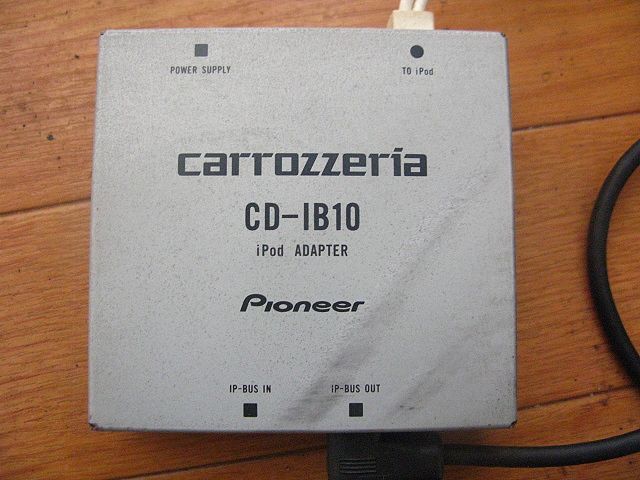 POWER SUPPLY
TO iPod
carrozzeria
CD-IB10
iPod ADAPTER
Pioneer
IP-BUS IN
IP-BUS OUT